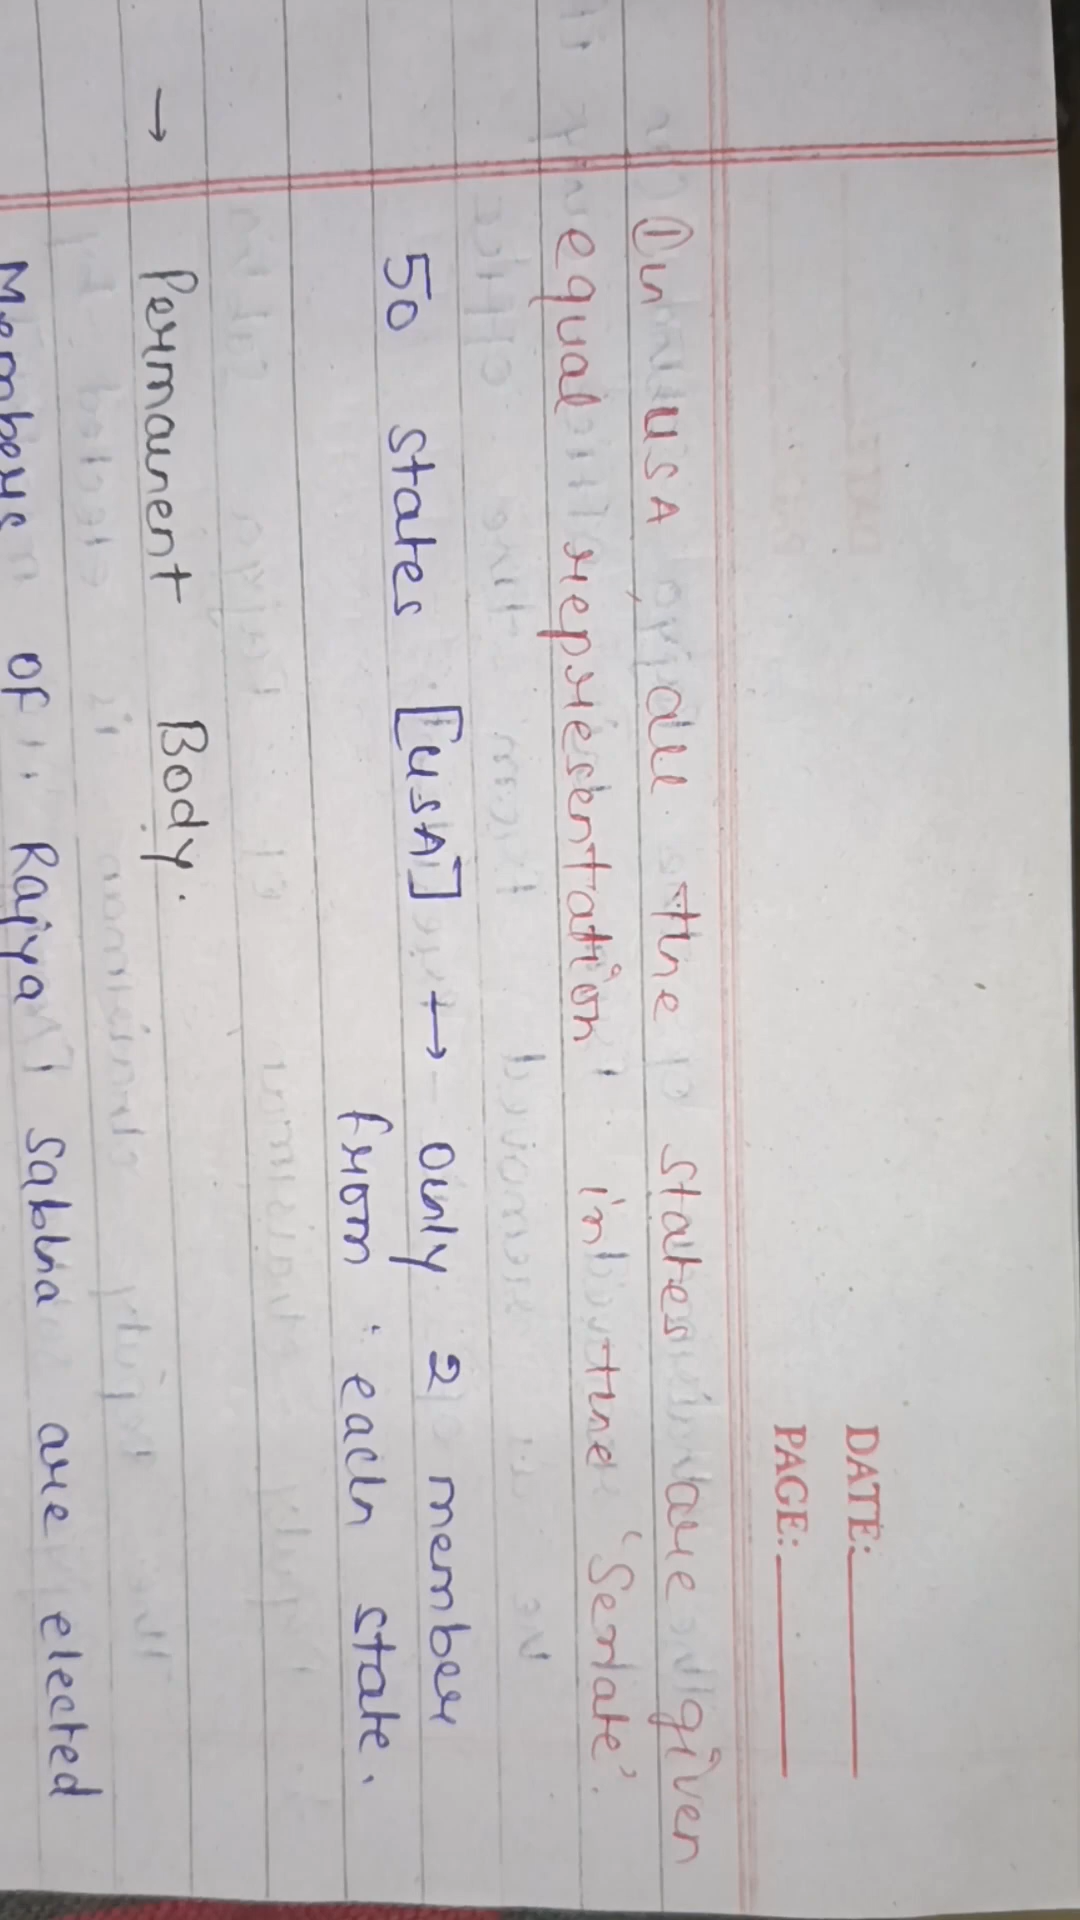 DATE:
PAGE:
In USA, all the states are given
equal representation in the 'Senate'.
50 states [USA] → only 2 member
from each state.
→ Permanent Body.
Members of Rajya Sabha are elected